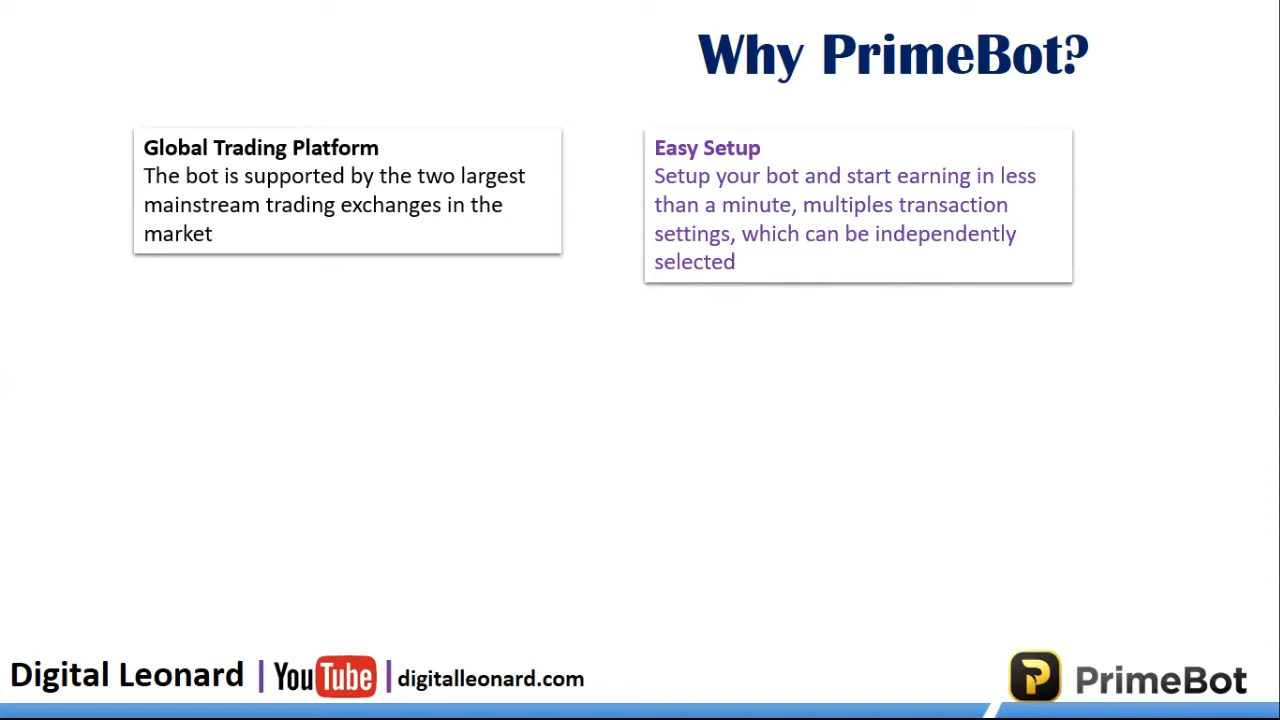 Why PrimeBot?
Global Trading Platform
The bot is supported by the two largest
mainstream trading exchanges in the
market
Easy Setup
Setup your bot and start earning in less
than a minute, multiples transaction
settings, which can be independently
selected
Digital Leonard | YouTube | digitalleonard.com
P PrimeBot